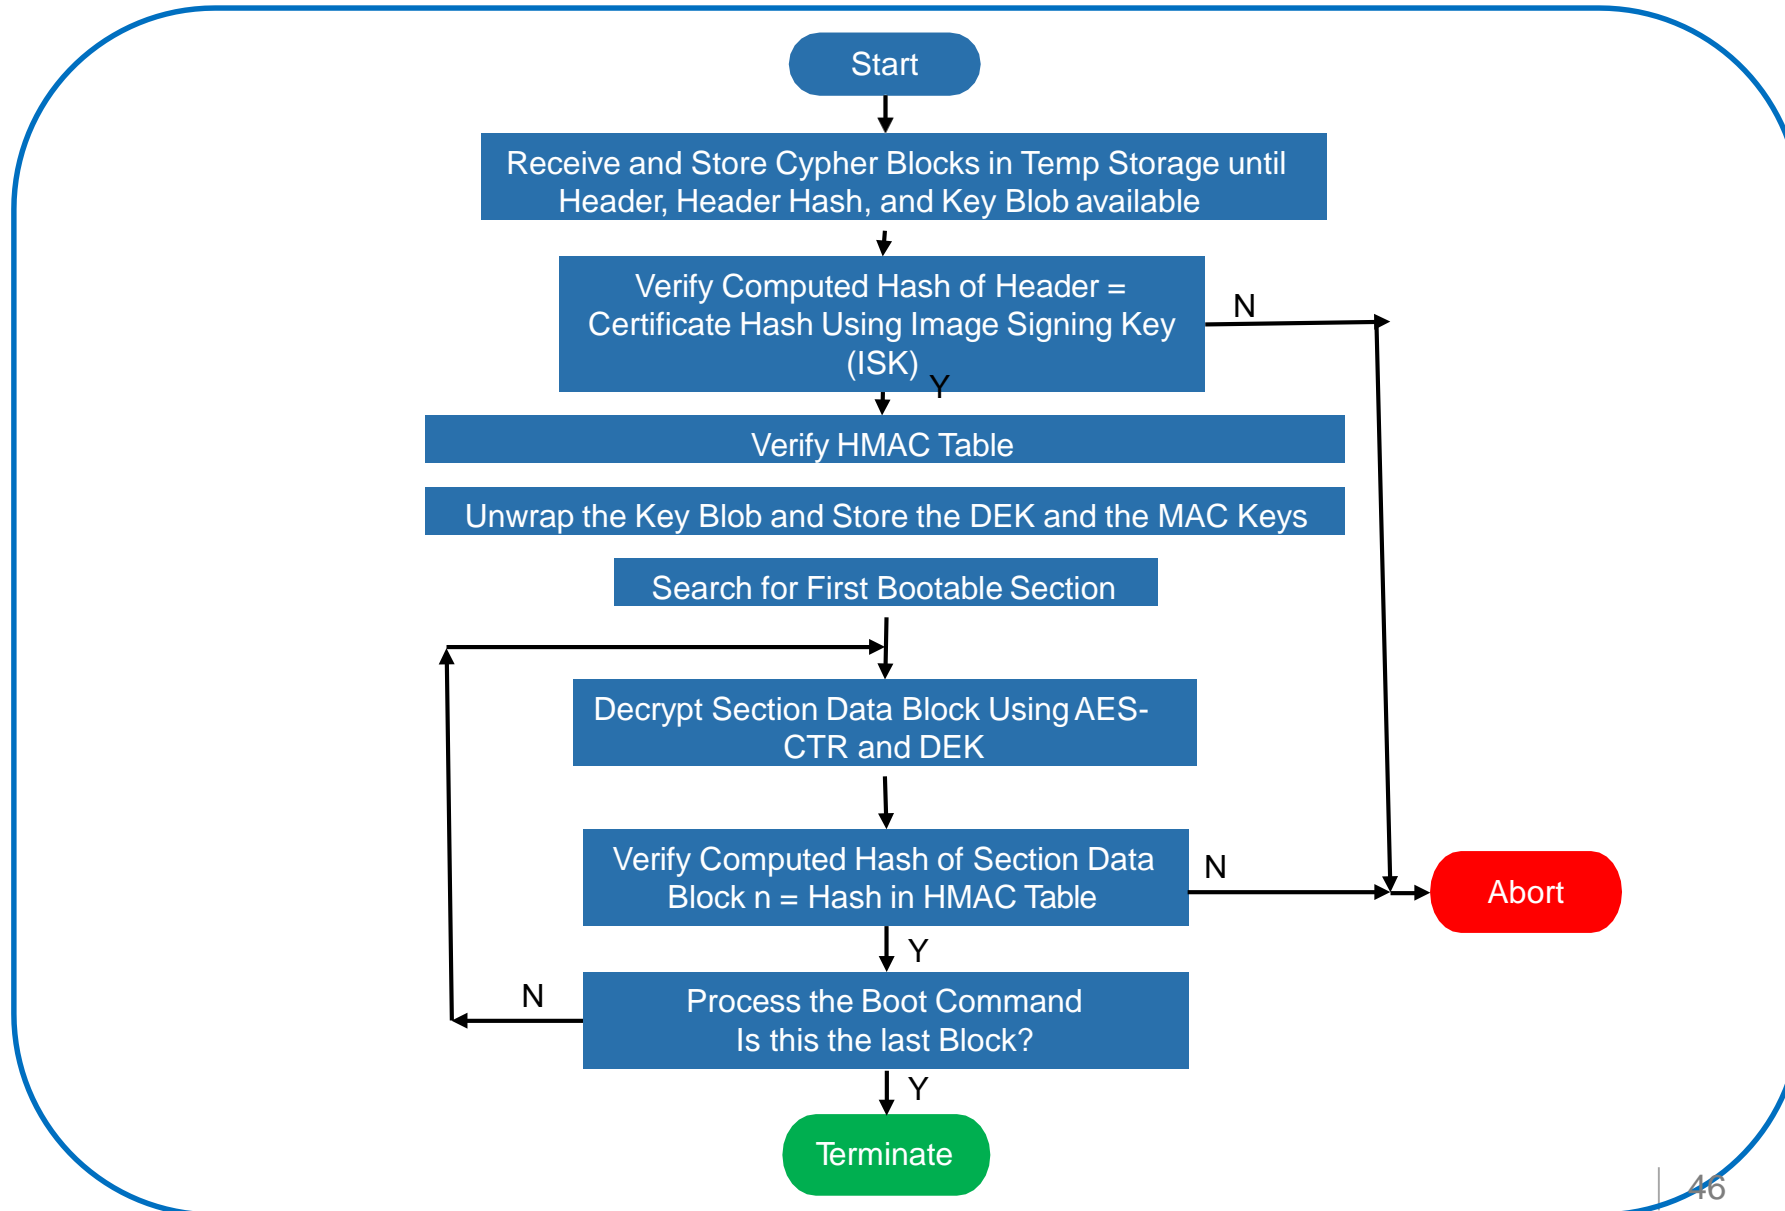 Start
Receive and Store Cypher Blocks in Temp Storage until
Header, Header Hash, and Key Blob available
Verify Computed Hash of Header =
Certificate Hash Using Image Signing Key
(ISK)
N
Y
Verify HMAC Table
Unwrap the Key Blob and Store the DEK and the MAC Keys
Search for First Bootable Section
Decrypt Section Data Block Using AES-
CTR and DEK
Verify Computed Hash of Section Data
Block n = Hash in HMAC Table
N
Abort
Y
Process the Boot Command
Is this the last Block?
N
Y
Terminate
46